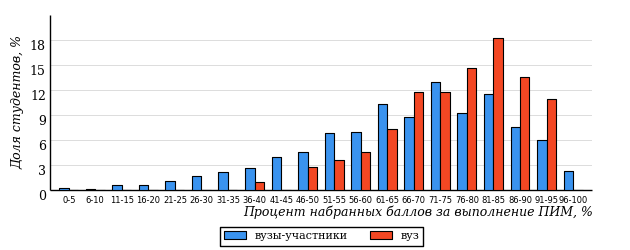 Доля студентов, %
18
15
12
9
6
3
0
0-5 6-10 11-15 16-20 21-25 26-30 31-35 36-40 41-45 46-50 51-55 56-60 61-65 66-70 71-75 76-80 81-85 86-90 91-95 96-100
Процент набранных баллов за выполнение ПИМ, %
вузы-участники вуз